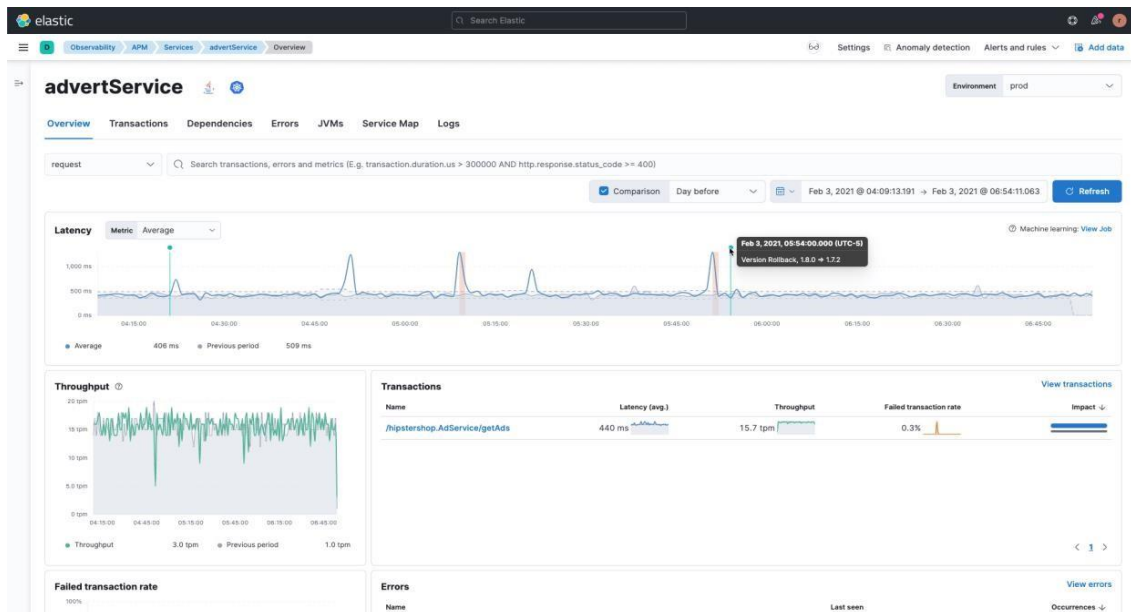 elastic
Search Elastic
r
D Observability APM Services advertService Overview
Settings Anomaly detection Alerts and rules Add data
advertService
Environment prod
Overview Transactions Dependencies Errors JVMs Service Map Logs
request Search transactions, errors and metrics (E.g. transaction.duration.us > 300000 AND http.response.status_code >= 400)
Comparison Day before Feb 3, 2021 @ 04:09:13.191 → Feb 3, 2021 @ 06:54:11.063 Refresh
Latency Metric Average Machine learning: View Job
Feb 3, 2021, 05:54:00.000 (UTC-5)
Version Rollback, 1.8.0 => 1.7.2
1,000 ms
500 ms
0 ms
04:15:00 04:30:00 04:45:00 05:00:00 05:15:00 05:30:00 05:45:00 06:00:00 06:15:00 06:30:00 06:45:00
Average 406 ms Previous period 509 ms
Throughput
20 tpm
15 tpm
10 tpm
5.0 tpm
0 tpm
04:15:00 04:45:00 05:15:00 05:45:00 06:15:00 06:45:00
Throughput 3.0 tpm Previous period 1.0 tpm
Transactions View transactions
Name Latency (avg.) Throughput Failed transaction rate Impact
/hipstershop.AdService/getAds 440 ms 15.7 tpm 0.3%
< 1 >
Failed transaction rate
100%
Errors View errors
Name Last seen Occurrences